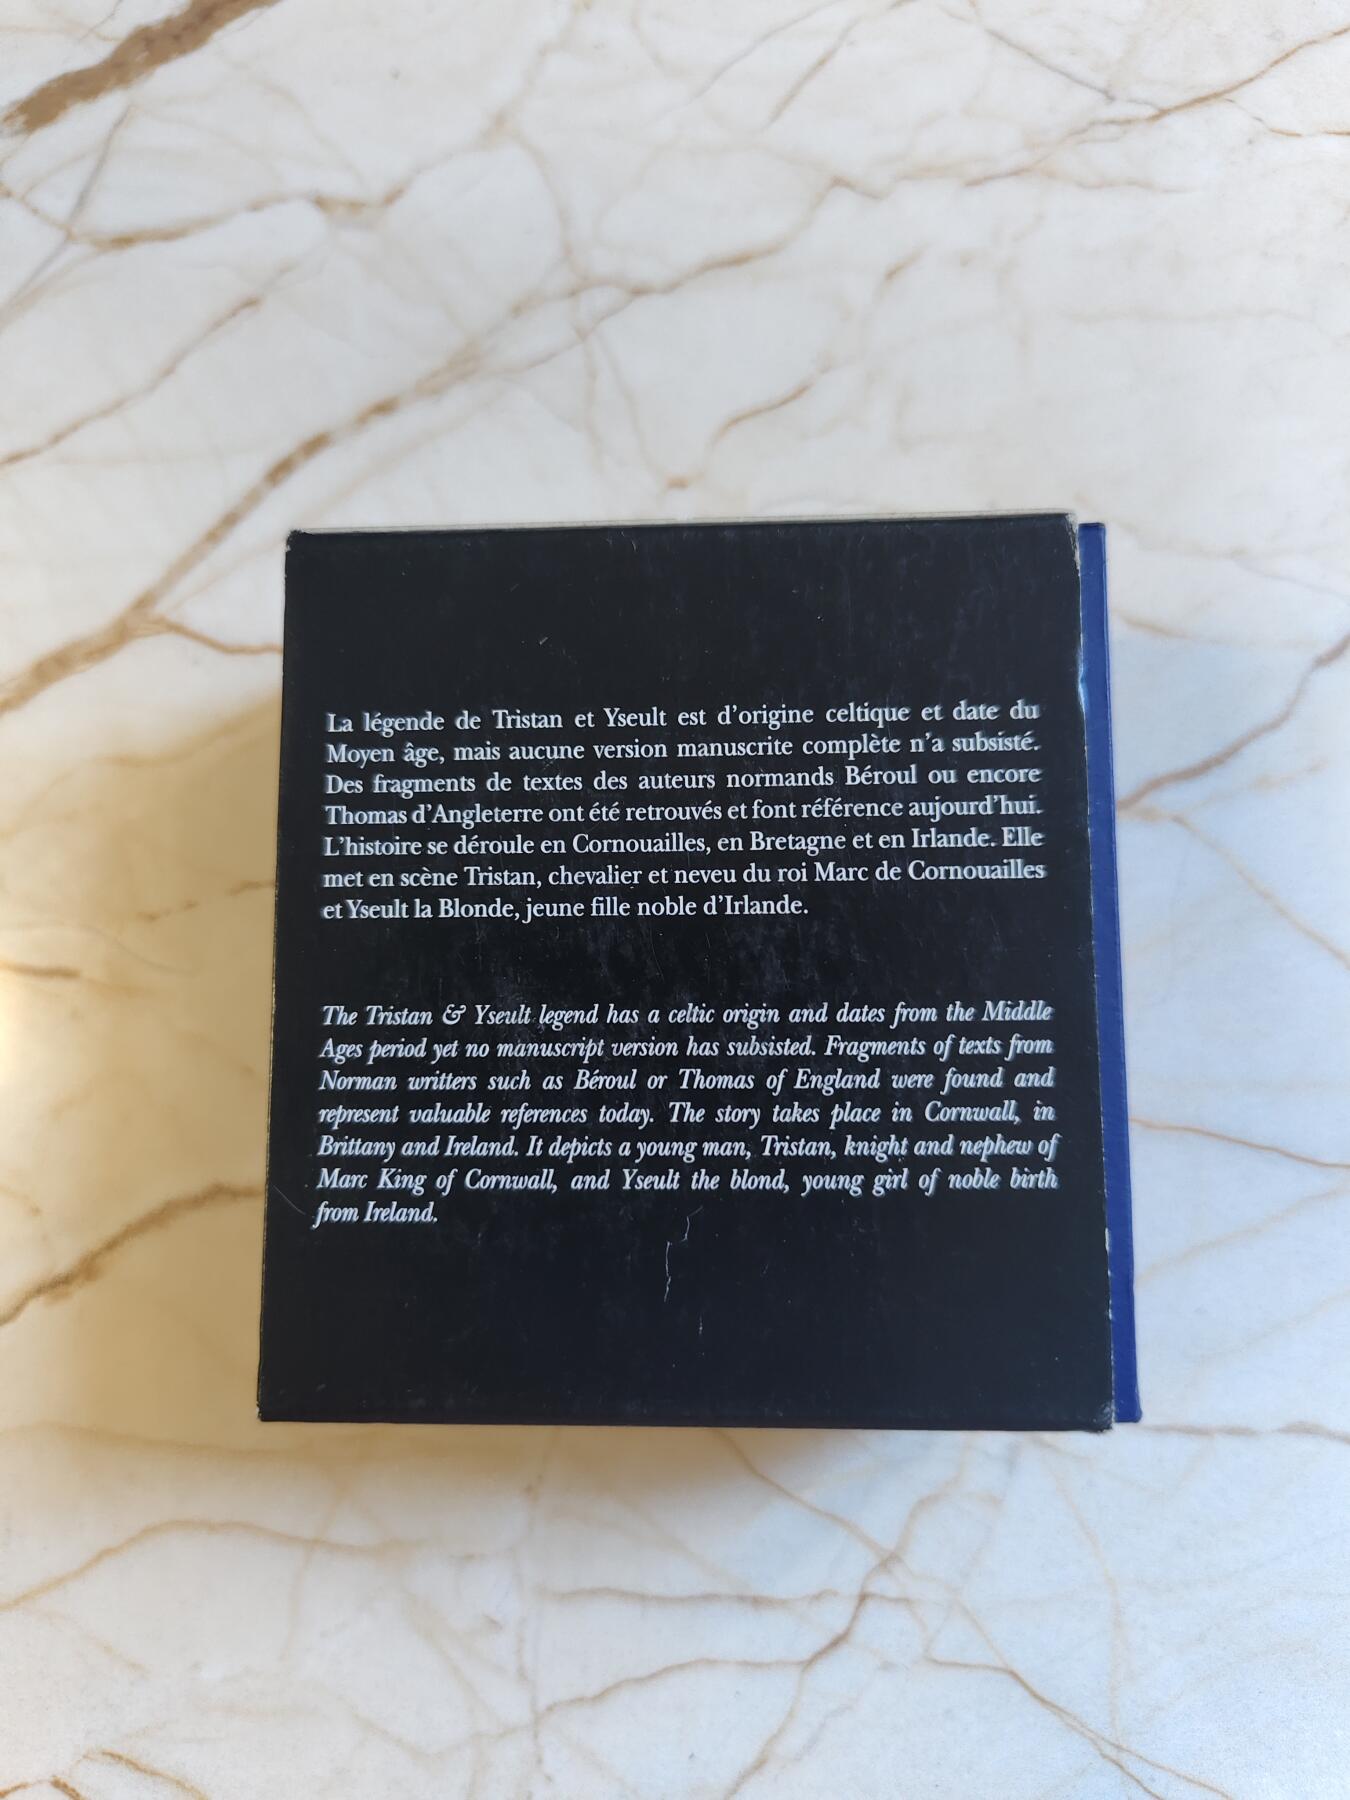 La légende de Tristan et Yseult est d’origine celtique et date du
Moyen âge, mais aucune version manuscrite complète n’a subsisté.
Des fragments de textes des auteurs normands Béroul ou encore
Thomas d’Angleterre ont été retrouvés et font référence aujourd’hui.
L’histoire se déroule en Cornouailles, en Bretagne et en Irlande. Elle
met en scène Tristan, chevalier et neveu du roi Marc de Cornouailles
et Yseult la Blonde, jeune fille noble d’Irlande.
The Tristan & Yseult legend has a celtic origin and dates from the Middle
Ages period yet no manuscript version has subsisted. Fragments of texts from
Norman writters such as Béroul or Thomas of England were found and
represent valuable references today. The story takes place in Cornwall, in
Brittany and Ireland. It depicts a young man, Tristan, knight and nephew of
Marc King of Cornwall, and Yseult the blond, young girl of noble birth
from Ireland.